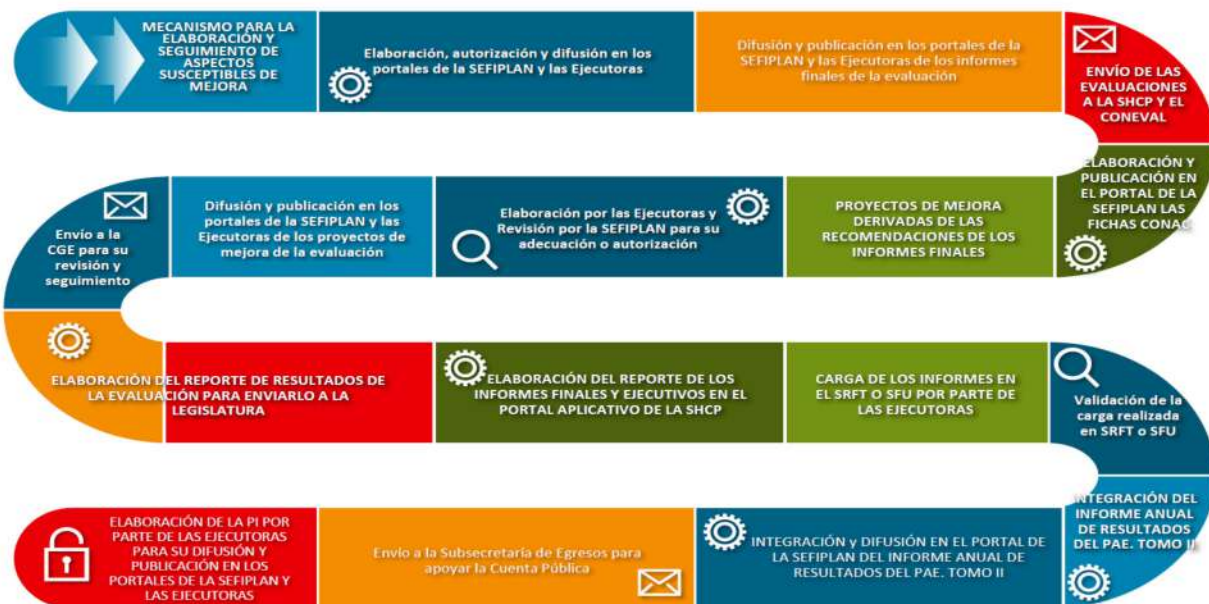 MECANISMO PARA LA
ELABORACIÓN Y
SEGUIMIENTO DE
ASPECTOS
SUSCEPTIBLES DE
MEJORA
Elaboración, autorización y difusión en los
portales de la SEFIPLAN y las Ejecutoras
Difusión y publicación en los portales de la
SEFIPLAN y las Ejecutoras de los informes
finales de la evaluación
ENVÍO DE LAS
EVALUACIONES
A LA SHCP Y EL
CONEVAL
ELABORACIÓN Y
PUBLICACIÓN EN
EL PORTAL DE LA
SEFIPLAN LAS
FICHAS CONAC
PROYECTOS DE MEJORA
DERIVADAS DE LAS
RECOMENDACIONES DE LOS
INFORMES FINALES
Elaboración por las Ejecutoras y
Revisión por la SEFIPLAN para su
adecuación o autorización
Difusión y publicación en los
portales de la SEFIPLAN y las
Ejecutoras de los proyectos de
mejora de la evaluación
Envío a la
CGE para su
revisión y
seguimiento
ELABORACIÓN DEL REPORTE DE RESULTADOS DE
LA EVALUACIÓN PARA ENVIARLO A LA
LEGISLATURA
ELABORACIÓN DEL REPORTE DE LOS
INFORMES FINALES Y EJECUTIVOS EN EL
PORTAL APLICATIVO DE LA SHCP
CARGA DE LOS INFORMES EN
EL SRFT O SFU POR PARTE DE
LAS EJECUTORAS
Validación de la
carga realizada
en SRFT o SFU
INTEGRACIÓN DEL
INFORME ANUAL
DE RESULTADOS
DEL PAE. TOMO II
INTEGRACIÓN y DIFUSIÓN EN EL PORTAL DE
LA SEFIPLAN DEL INFORME ANUAL DE
RESULTADOS DEL PAE. TOMO II
Envío a la Subsecretaría de Egresos para
apoyar la Cuenta Pública
ELABORACIÓN DE LA PI POR
PARTE DE LAS EJECUTORAS
PARA SU DIFUSIÓN Y
PUBLICACIÓN EN LOS
PORTALES DE LA SEFIPLAN Y
LAS EJECUTORAS